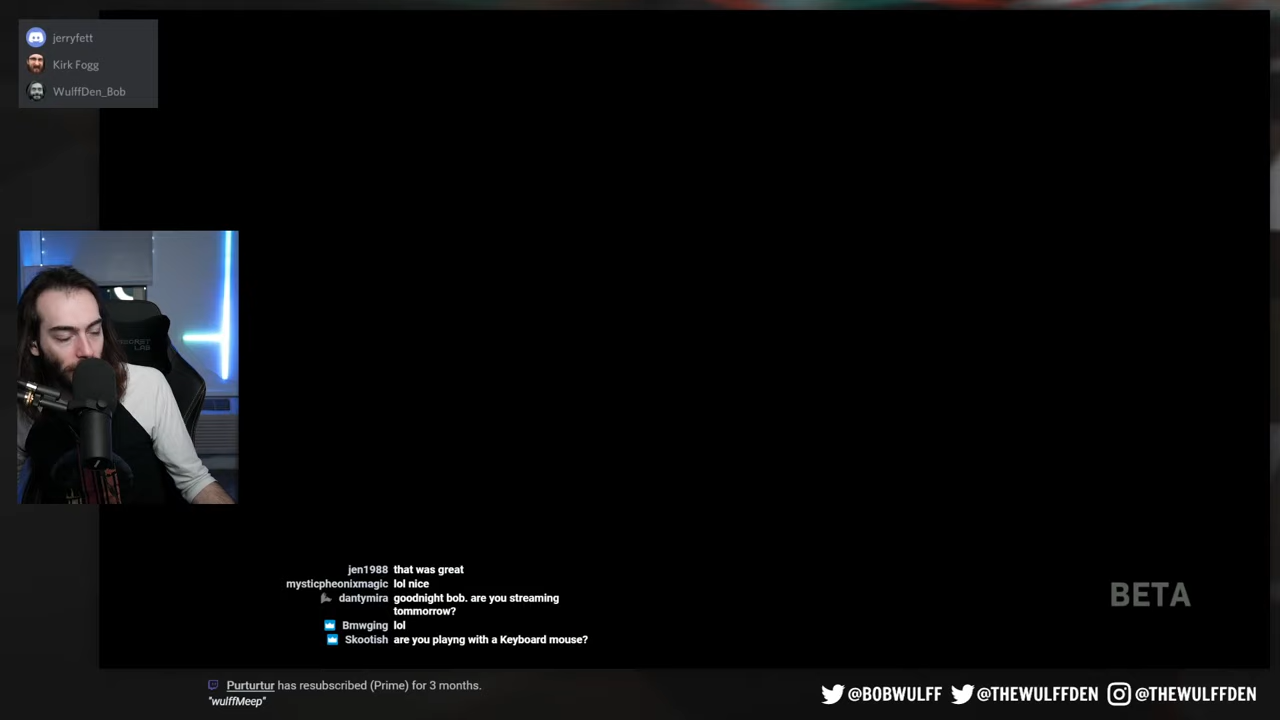 jerryfett
Kirk Fogg
WulffDen_Bob
jen1988 that was great
mysticpheonixmagic lol nice
dantymira goodnight bob. are you streaming
tommorrow?
Bmwging lol
Skootish are you playng with a Keyboard mouse?
BETA
Purturtur has resubscribed (Prime) for 3 months.
"wulffMeep"
@BOBWULFF @THEWULFFDEN @THEWULFFDEN